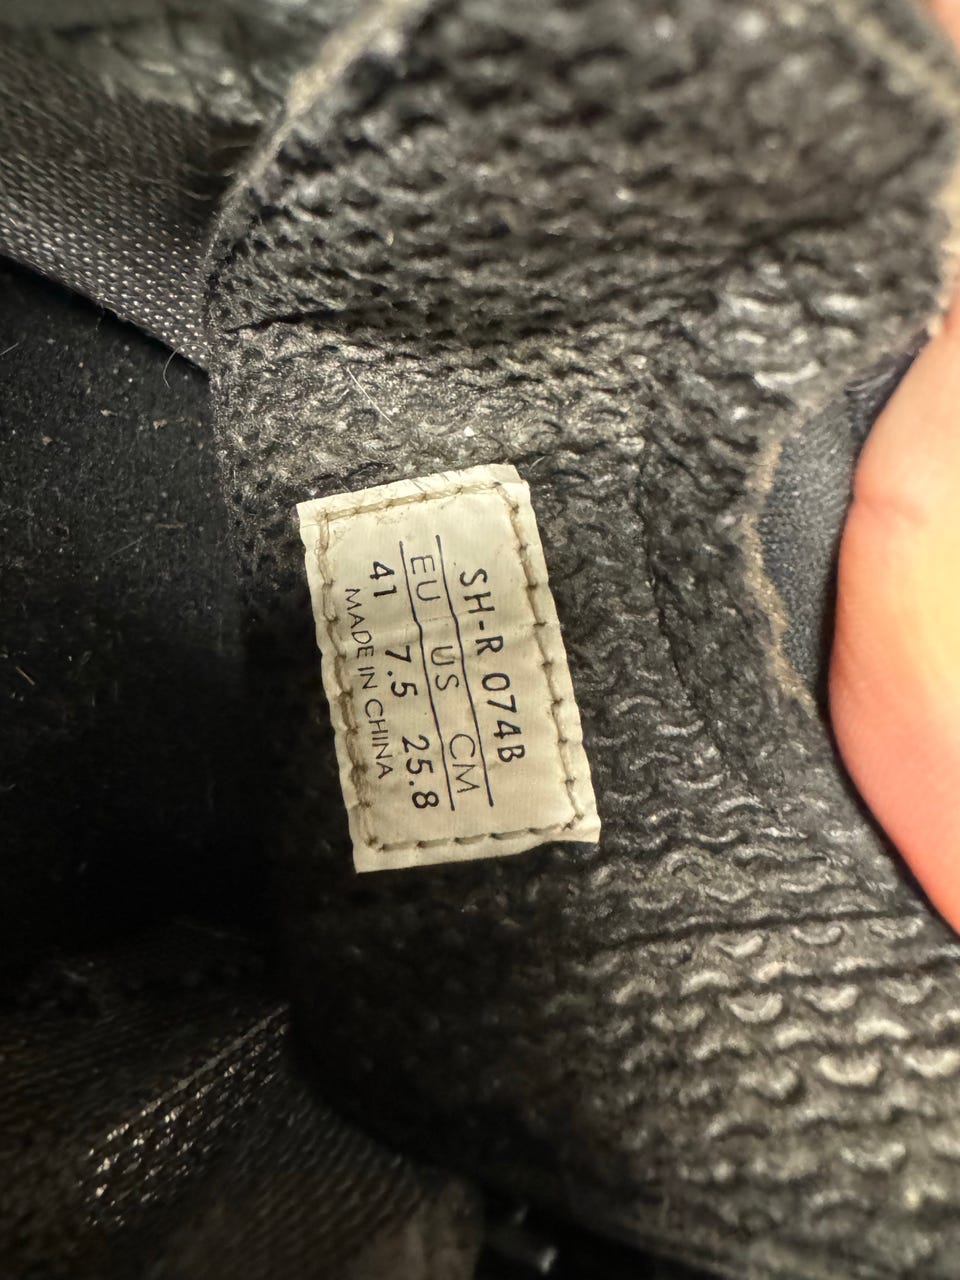 SH-R 074B
EU US CM
41 7.5 25.8
MADE IN CHINA